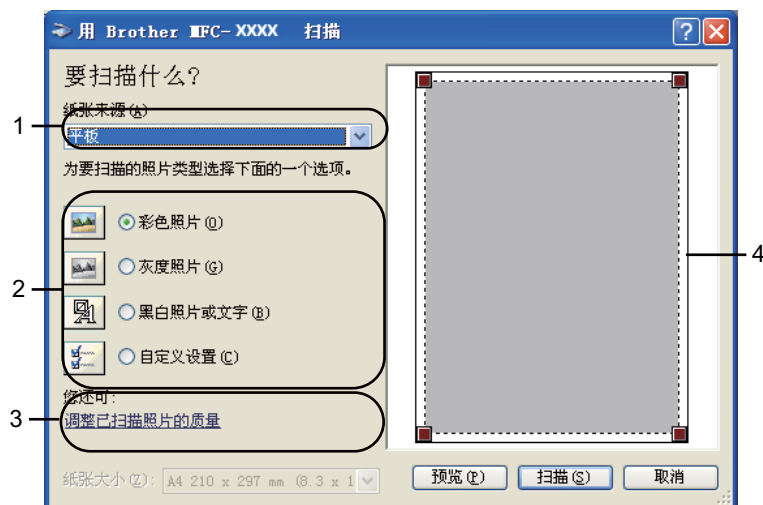 用 Brother MFC-XXXX 扫描
要扫描什么?
纸张来源(A)
1
平板
为要扫描的照片类型选择下面的一个选项。
彩色照片(O)
灰度照片(G)
2
黑白照片或文字(B)
自定义设置(C)
您还可:
3
调整已扫描照片的质量
4
纸张大小(Z): A4 210 x 297 mm (8.3 x 1
预览(P) 扫描(S) 取消